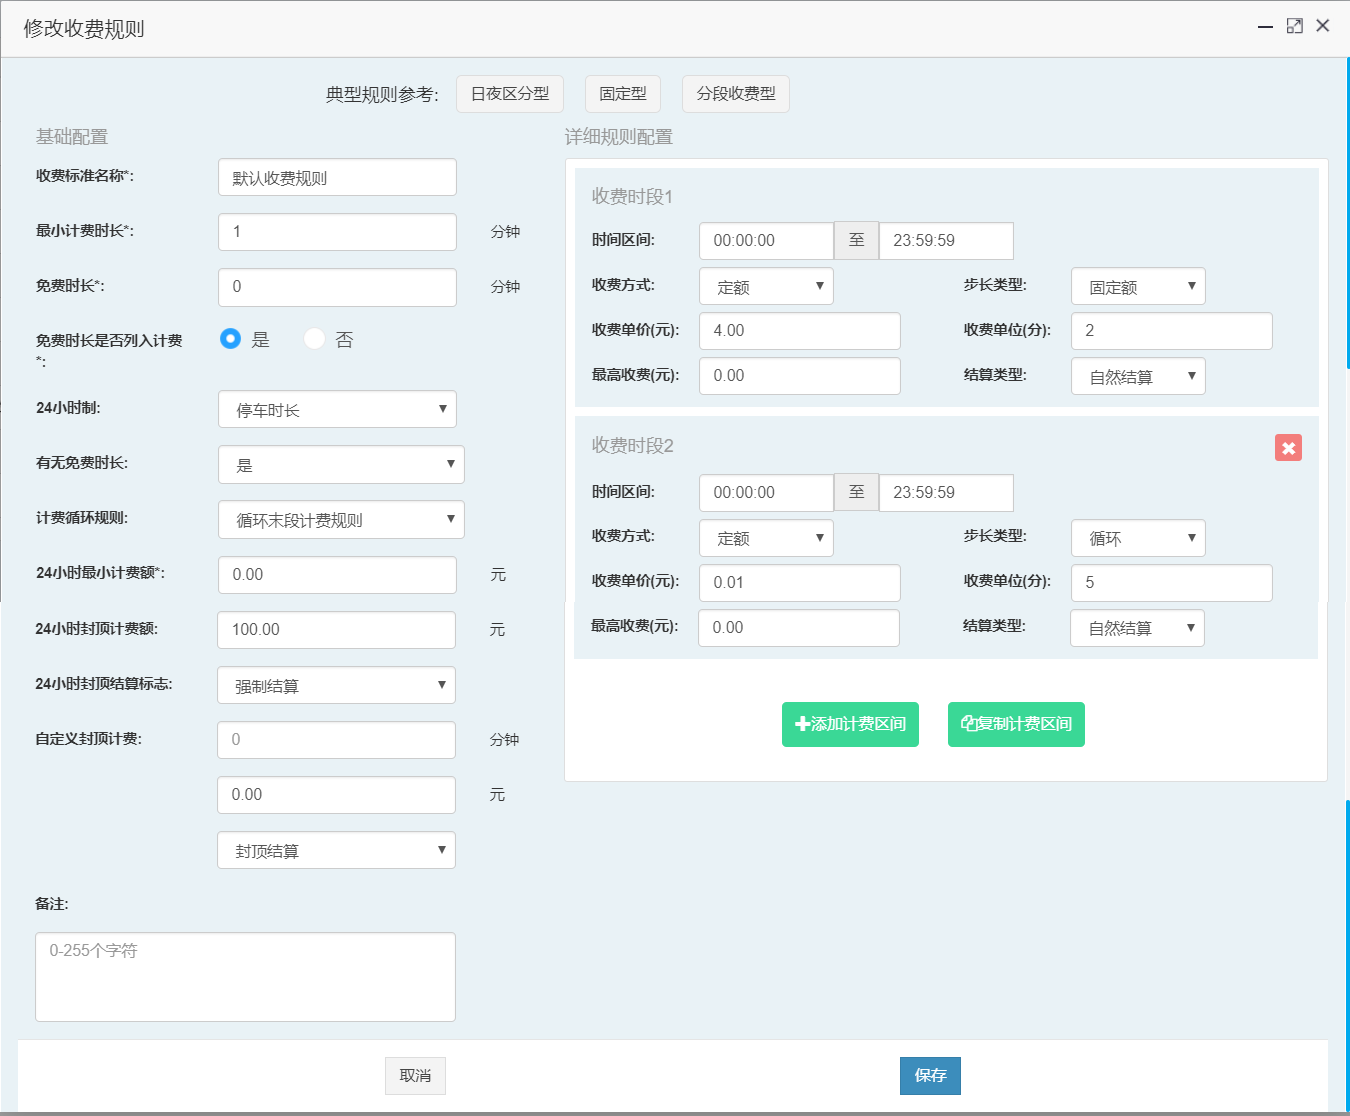 修改收费规则
典型规则参考: 日夜区分型 固定型 分段收费型
基础配置
收费标准名称*: 默认收费规则
最小计费时长*: 1 分钟
免费时长*: 0 分钟
免费时长是否列入计费*: 是 否
24小时制: 停车时长
有无免费时长: 是
计费循环规则: 循环末段计费规则
24小时最小计费额*: 0.00 元
24小时封顶计费额: 100.00 元
24小时封顶结算标志: 强制结算
自定义封顶计费: 0 分钟
0.00 元
封顶结算
备注:
0-255个字符
详细规则配置
收费时段1
时间区间: 00:00:00 至 23:59:59
收费方式: 定额 步长类型: 固定额
收费单价(元): 4.00 收费单位(分): 2
最高收费(元): 0.00 结算类型: 自然结算
收费时段2
时间区间: 00:00:00 至 23:59:59
收费方式: 定额 步长类型: 循环
收费单价(元): 0.01 收费单位(分): 5
最高收费(元): 0.00 结算类型: 自然结算
添加计费区间 复制计费区间
取消 保存